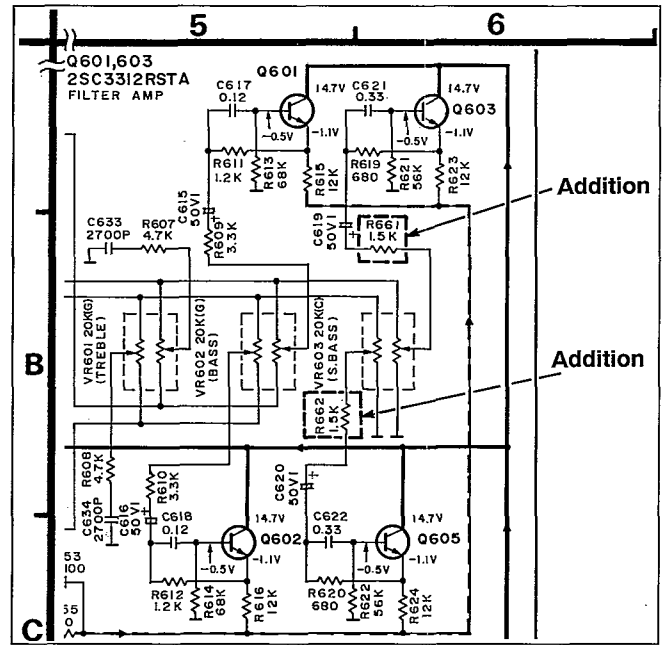 5
6
Q601,603
2SC3312RSTA
FILTER AMP
Q601
C617
0.12
14.7V
C621
0.33
14.7V
Q603
-0.5V
-1.1V
-0.5V
-1.1V
R611
1.2K
R613
68K
R615
12K
R619
680
R621
56K
R623
12K
Addition
C615
50V1
+
C633
2700P
R607
4.7K
R609
3.3K
C619
50V1
+
R661
1.5K
VR601 20K(G)
(TREBLE)
VR602 20K(G)
(BASS)
VR603 20K(C)
(S.BASS)
B
Addition
R662
1.5K
R608
4.7K
R610
3.3K
C620
50V1
+
C634
2700P
C616
50V1
+
C618
0.12
14.7V
Q602
C622
0.33
14.7V
Q605
-0.5V
-1.1V
-0.5V
-1.1V
53
100
R612
1.2K
R614
68K
R616
12K
R620
680
R622
56K
R624
12K
55
0
C